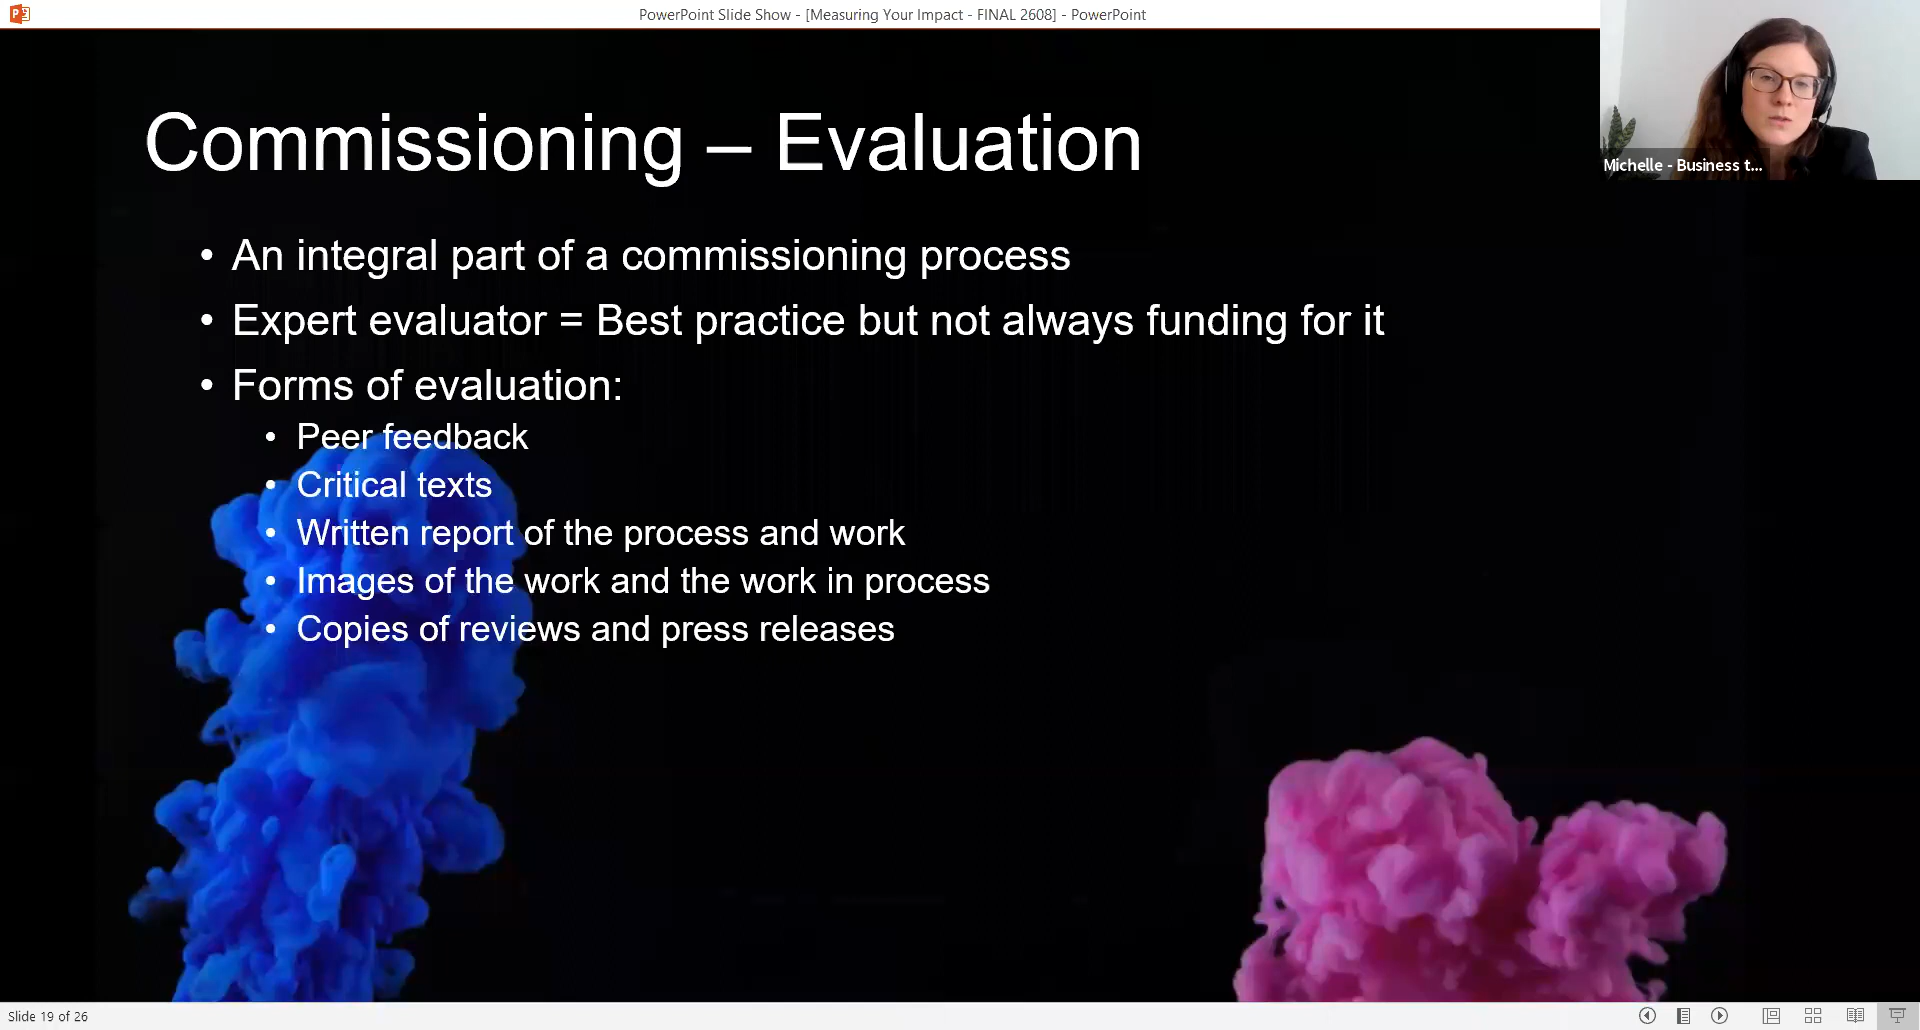 PowerPoint Slide Show - [Measuring Your Impact - FINAL 2608] - PowerPoint
Michelle - Business t...
Commissioning – Evaluation
• An integral part of a commissioning process
• Expert evaluator = Best practice but not always funding for it
• Forms of evaluation:
• Peer feedback
• Critical texts
• Written report of the process and work
• Images of the work and the work in process
• Copies of reviews and press releases
Slide 19 of 26